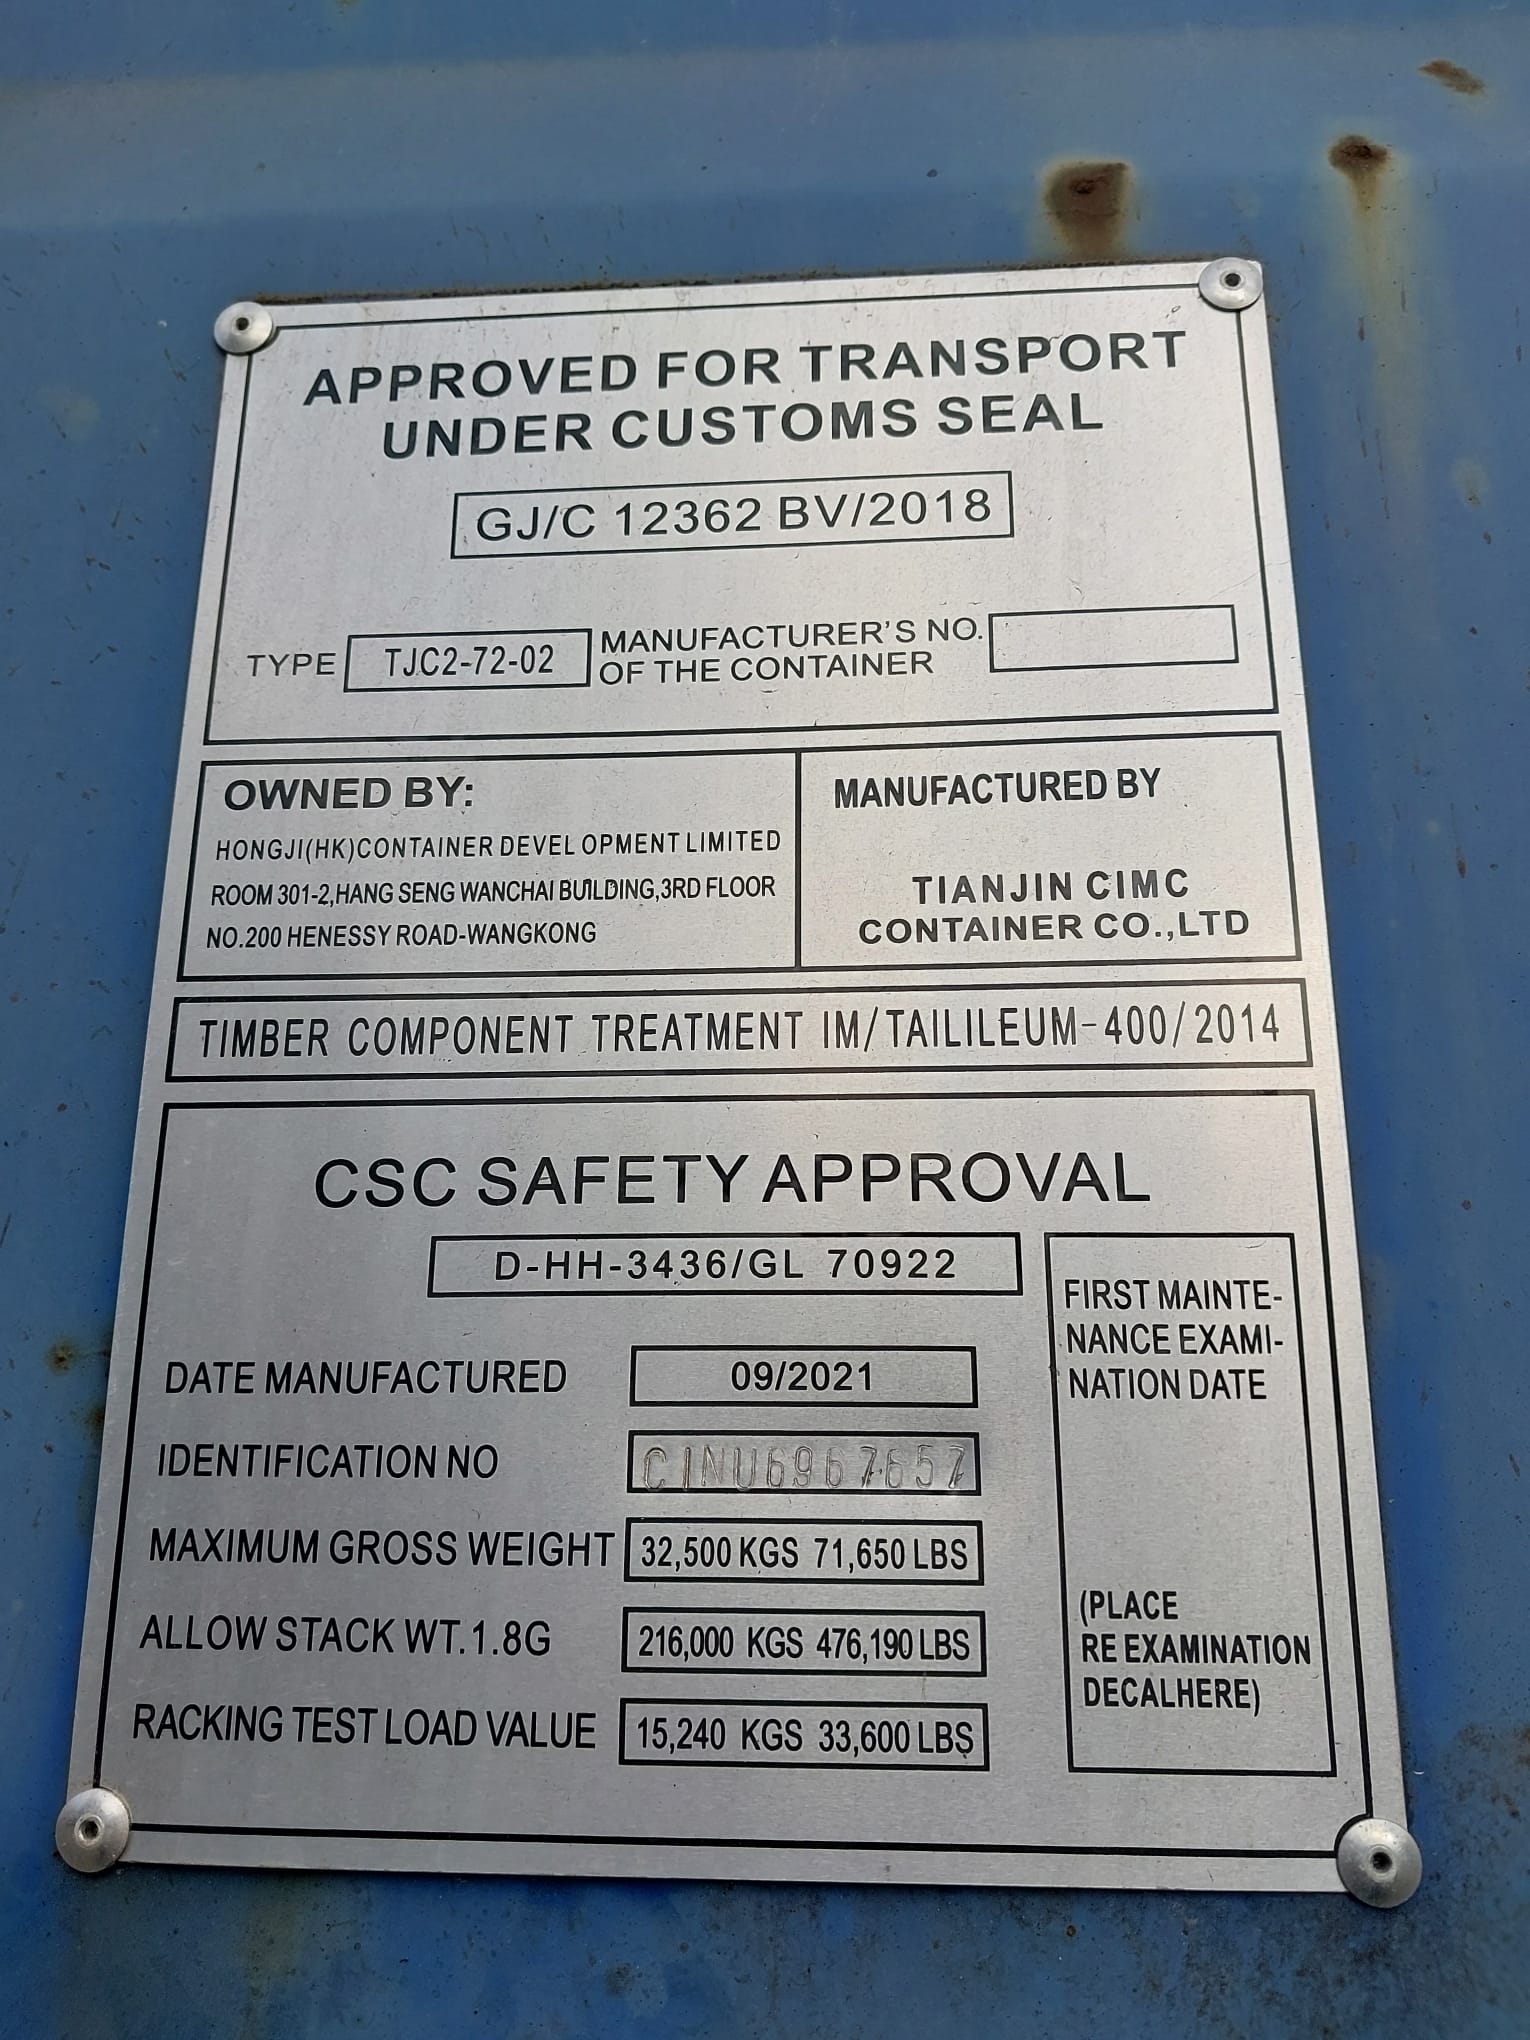 APPROVED FOR TRANSPORT
UNDER CUSTOMS SEAL
GJ/C 12362 BV/2018
TYPE TJC2-72-02 MANUFACTURER'S NO.
OF THE CONTAINER
OWNED BY:
HONGJI(HK)CONTAINER DEVEL OPMENT LIMITED
ROOM 301-2,HANG SENG WANCHAI BUILDING,3RD FLOOR
NO.200 HENESSY ROAD-WANGKONG
MANUFACTURED BY
TIANJIN CIMC
CONTAINER CO.,LTD
TIMBER COMPONENT TREATMENT IM/TAILILEUM-400/2014
CSC SAFETY APPROVAL
D-HH-3436/GL 70922
DATE MANUFACTURED 09/2021
IDENTIFICATION NO CINU6967657
MAXIMUM GROSS WEIGHT 32,500 KGS 71,650 LBS
ALLOW STACK WT.1.8G 216,000 KGS 476,190 LBS
RACKING TEST LOAD VALUE 15,240 KGS 33,600 LBS
FIRST MAINTE-
NANCE EXAMI-
NATION DATE
(PLACE
RE EXAMINATION
DECALHERE)